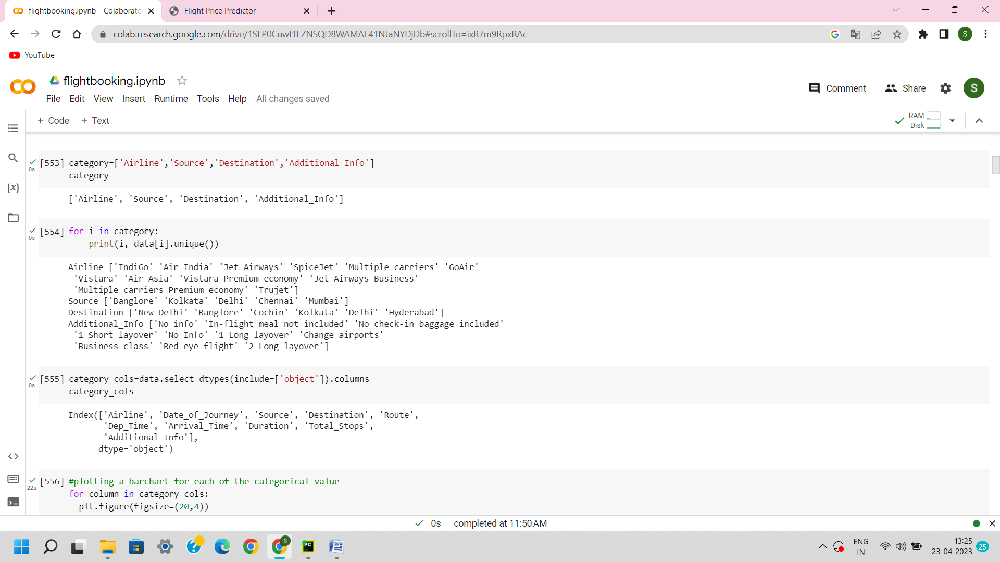 flightbooking.ipynb - Colaborato
Flight Price Predictor
colab.research.google.com/drive/1SLP0CuwI1FZNSQD8WAMAF41NJaNYDjDb#scrollTo=ixR7m9RpxRAc
S
YouTube
flightbooking.ipynb
File Edit View Insert Runtime Tools Help All changes saved
Comment
Share
S
+ Code + Text
RAM
Disk
[553] category=['Airline','Source','Destination','Additional_Info']
0s
category
['Airline', 'Source', 'Destination', 'Additional_Info']
[554] for i in category:
0s
print(i, data[i].unique())
Airline ['IndiGo' 'Air India' 'Jet Airways' 'SpiceJet' 'Multiple carriers' 'GoAir'
'Vistara' 'Air Asia' 'Vistara Premium economy' 'Jet Airways Business'
'Multiple carriers Premium economy' 'Trujet']
Source ['Banglore' 'Kolkata' 'Delhi' 'Chennai' 'Mumbai']
Destination ['New Delhi' 'Banglore' 'Cochin' 'Kolkata' 'Delhi' 'Hyderabad']
Additional_Info ['No info' 'In-flight meal not included' 'No check-in baggage included'
'1 Short layover' 'No Info' '1 Long layover' 'Change airports'
'Business class' 'Red-eye flight' '2 Long layover']
[555] category_cols=data.select_dtypes(include=['object']).columns
0s
category_cols
Index(['Airline', 'Date_of_Journey', 'Source', 'Destination', 'Route',
'Dep_Time', 'Arrival_Time', 'Duration', 'Total_Stops',
'Additional_Info'],
dtype='object')
[556] #plotting a barchart for each of the categorical value
22s
for column in category_cols:
plt.figure(figsize=(20,4))
0s completed at 11:50 AM
ENG
IN
13:25
23-04-2023
25